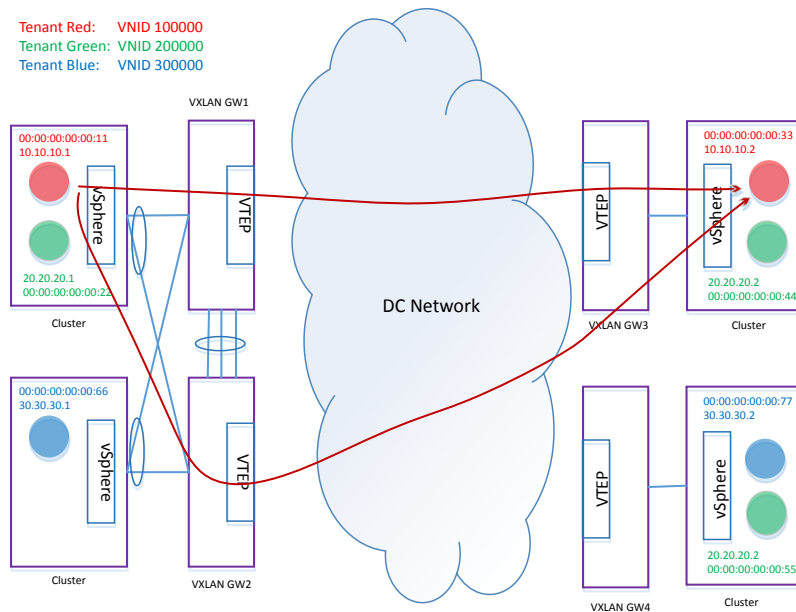 Tenant Red: VNID 100000
Tenant Green: VNID 200000
Tenant Blue: VNID 300000
VXLAN GW1
00:00:00:00:00:11
10.10.10.1
vSphere
20.20.20.1
00:00:00:00:00:22
Cluster
VTEP
DC Network
VTEP
VXLAN GW3
00:00:00:00:00:33
10.10.10.2
vSphere
20.20.20.2
00:00:00:00:00:44
Cluster
00:00:00:00:00:66
30.30.30.1
vSphere
Cluster
VTEP
VXLAN GW2
VTEP
VXLAN GW4
00:00:00:00:00:77
30.30.30.2
vSphere
20.20.20.2
00:00:00:00:00:55
Cluster